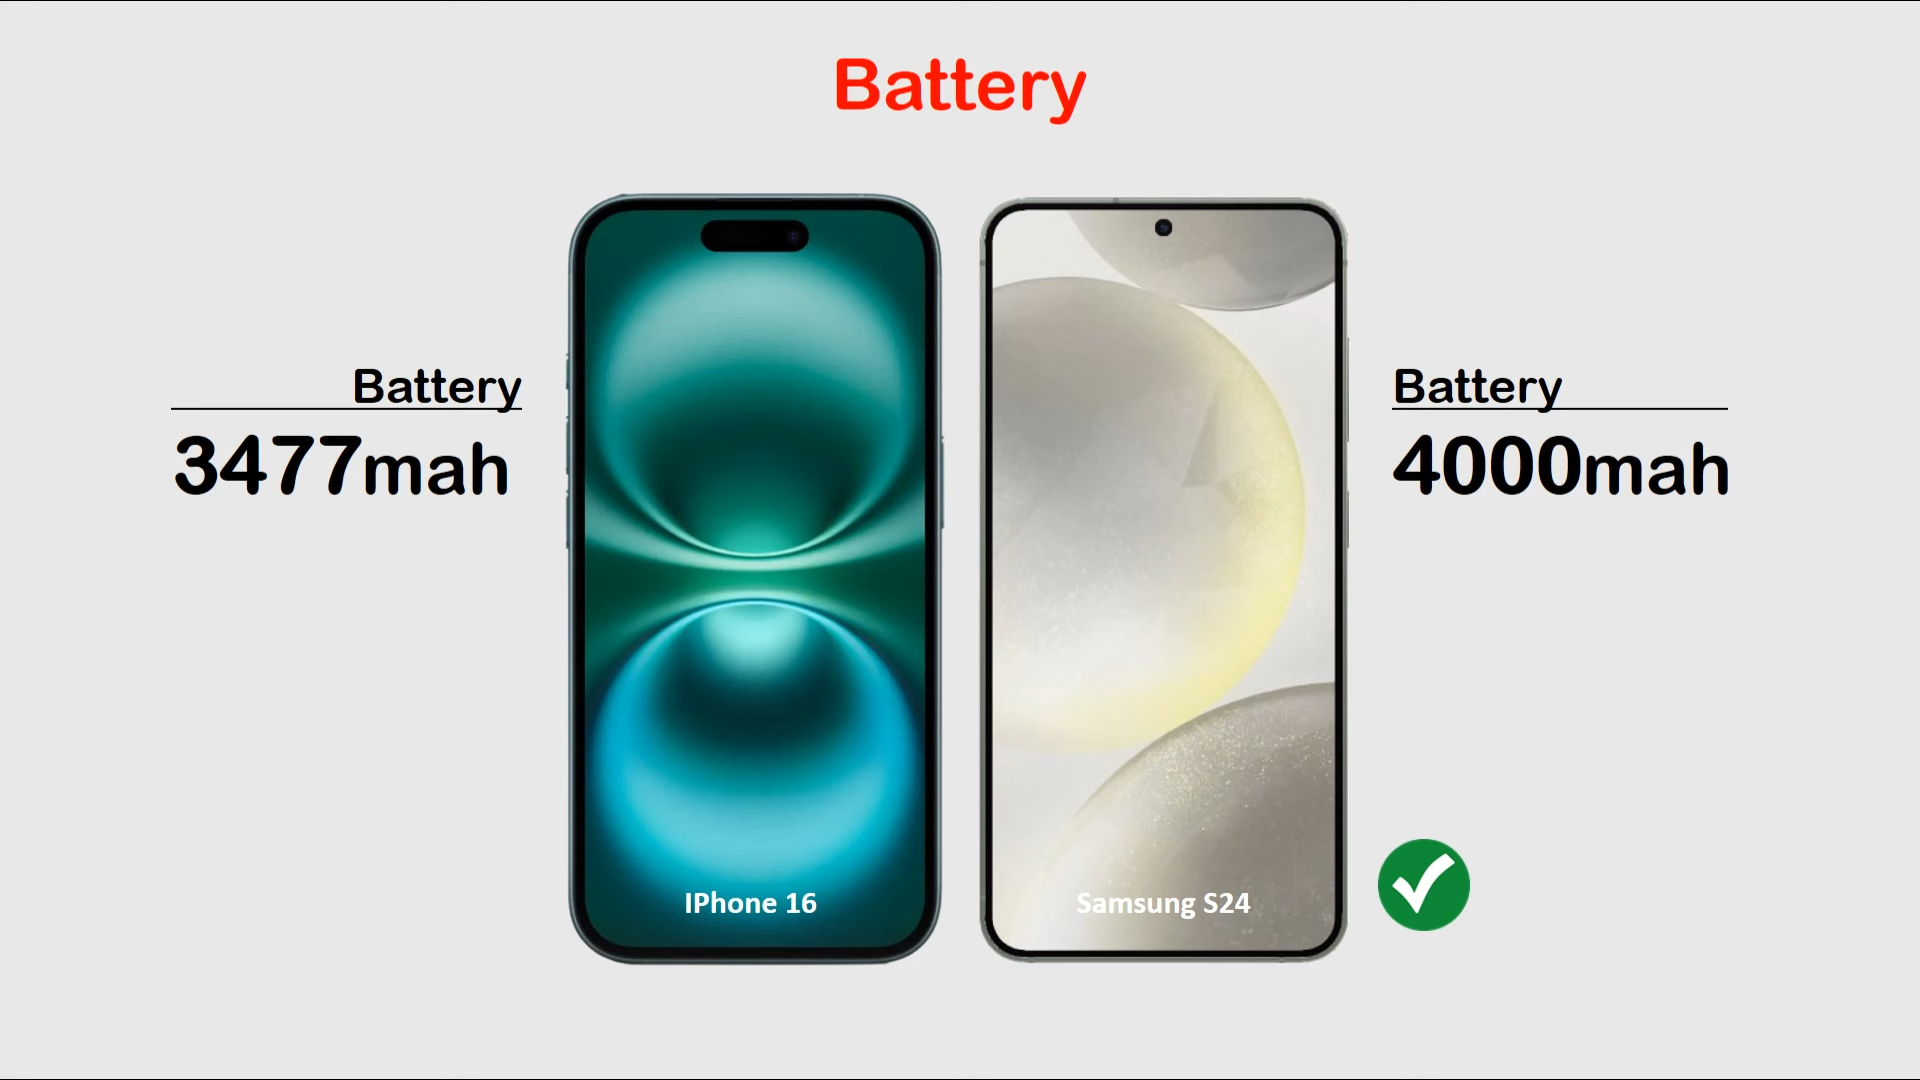 Battery
Battery
3477mah
Battery
4000mah
IPhone 16
Samsung S24